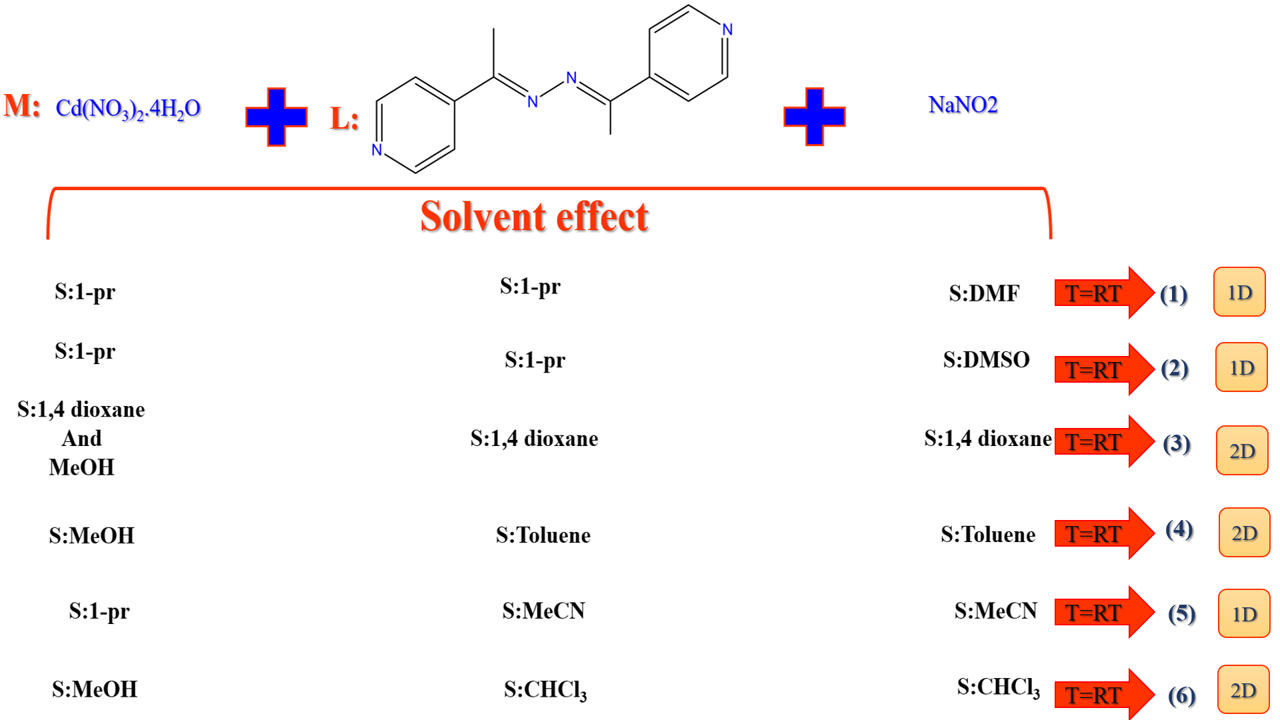 M: Cd(NO₃)₂.4H₂O
L:
N
N
N
N
NaNO2
Solvent effect
S:1-pr S:1-pr S:DMF T=RT (1) 1D
S:1-pr S:1-pr S:DMSO T=RT (2) 1D
S:1,4 dioxane
And
MeOH
S:1,4 dioxane S:1,4 dioxane T=RT (3) 2D
S:MeOH S:Toluene S:Toluene T=RT (4) 2D
S:1-pr S:MeCN S:MeCN T=RT (5) 1D
S:MeOH S:CHCl₃ S:CHCl₃ T=RT (6) 2D